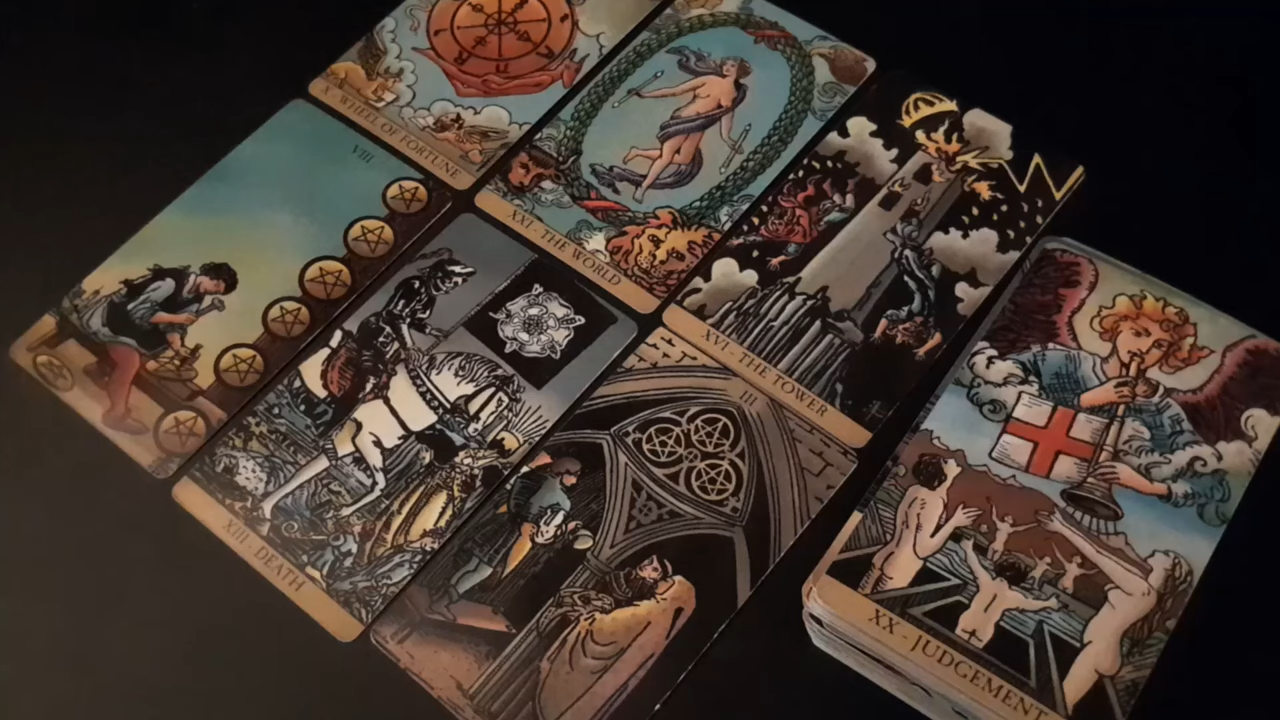 X - WHEEL OF FORTUNE
XXI - THE WORLD
XVI - THE TOWER
VIII
XIII - DEATH
III
XX - JUDGEMENT